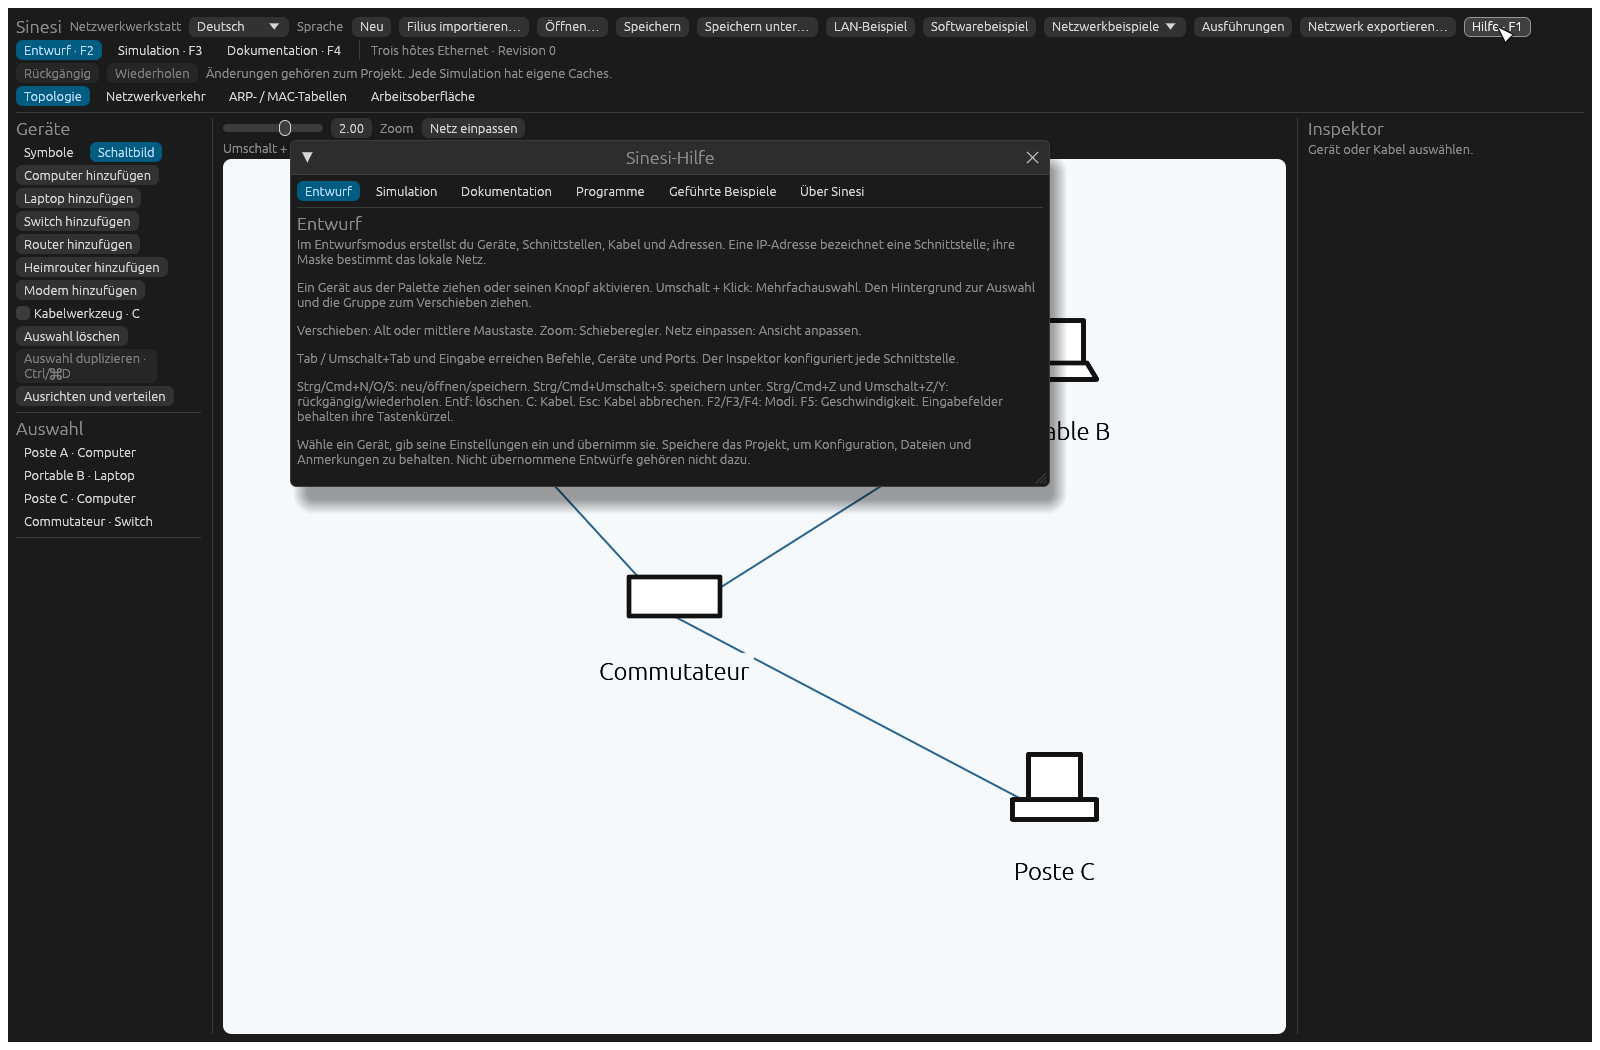 Sinesi Netzwerkwerkstatt Deutsch Sprache Neu Filius importieren... Öffnen... Speichern Speichern unter... LAN-Beispiel Softwarebeispiel Netzwerkbeispiele Ausführungen Netzwerk exportieren... Hilfe · F1
Entwurf · F2 Simulation · F3 Dokumentation · F4 Trois hôtes Ethernet · Revision 0
Rückgängig Wiederholen Änderungen gehören zum Projekt. Jede Simulation hat eigene Caches.
Topologie Netzwerkverkehr ARP- / MAC-Tabellen Arbeitsoberfläche
Geräte
Symbole Schaltbild
Computer hinzufügen
Laptop hinzufügen
Switch hinzufügen
Router hinzufügen
Heimrouter hinzufügen
Modem hinzufügen
Kabelwerkzeug · C
Auswahl löschen
Auswahl duplizieren ·
Ctrl/⌘D
Ausrichten und verteilen
Auswahl
Poste A · Computer
Portable B · Laptop
Poste C · Computer
Commutateur · Switch
2.00 Zoom Netz einpassen
Umschalt +
Sinesi-Hilfe
Entwurf Simulation Dokumentation Programme Geführte Beispiele Über Sinesi
Entwurf
Im Entwurfsmodus erstellst du Geräte, Schnittstellen, Kabel und Adressen. Eine IP-Adresse bezeichnet eine Schnittstelle; ihre
Maske bestimmt das lokale Netz.
Ein Gerät aus der Palette ziehen oder seinen Knopf aktivieren. Umschalt + Klick: Mehrfachauswahl. Den Hintergrund zur Auswahl
und die Gruppe zum Verschieben ziehen.
Verschieben: Alt oder mittlere Maustaste. Zoom: Schieberegler. Netz einpassen: Ansicht anpassen.
Tab / Umschalt+Tab und Eingabe erreichen Befehle, Geräte und Ports. Der Inspektor konfiguriert jede Schnittstelle.
Strg/Cmd+N/O/S: neu/öffnen/speichern. Strg/Cmd+Umschalt+S: speichern unter. Strg/Cmd+Z und Umschalt+Z/Y:
rückgängig/wiederholen. Entf: löschen. C: Kabel. Esc: Kabel abbrechen. F2/F3/F4: Modi. F5: Geschwindigkeit. Eingabefelder
behalten ihre Tastenkürzel.
Wähle ein Gerät, gib seine Einstellungen ein und übernimm sie. Speichere das Projekt, um Konfiguration, Dateien und
Anmerkungen zu behalten. Nicht übernommene Entwürfe gehören nicht dazu.
able B
Commutateur
Poste C
Inspektor
Gerät oder Kabel auswählen.